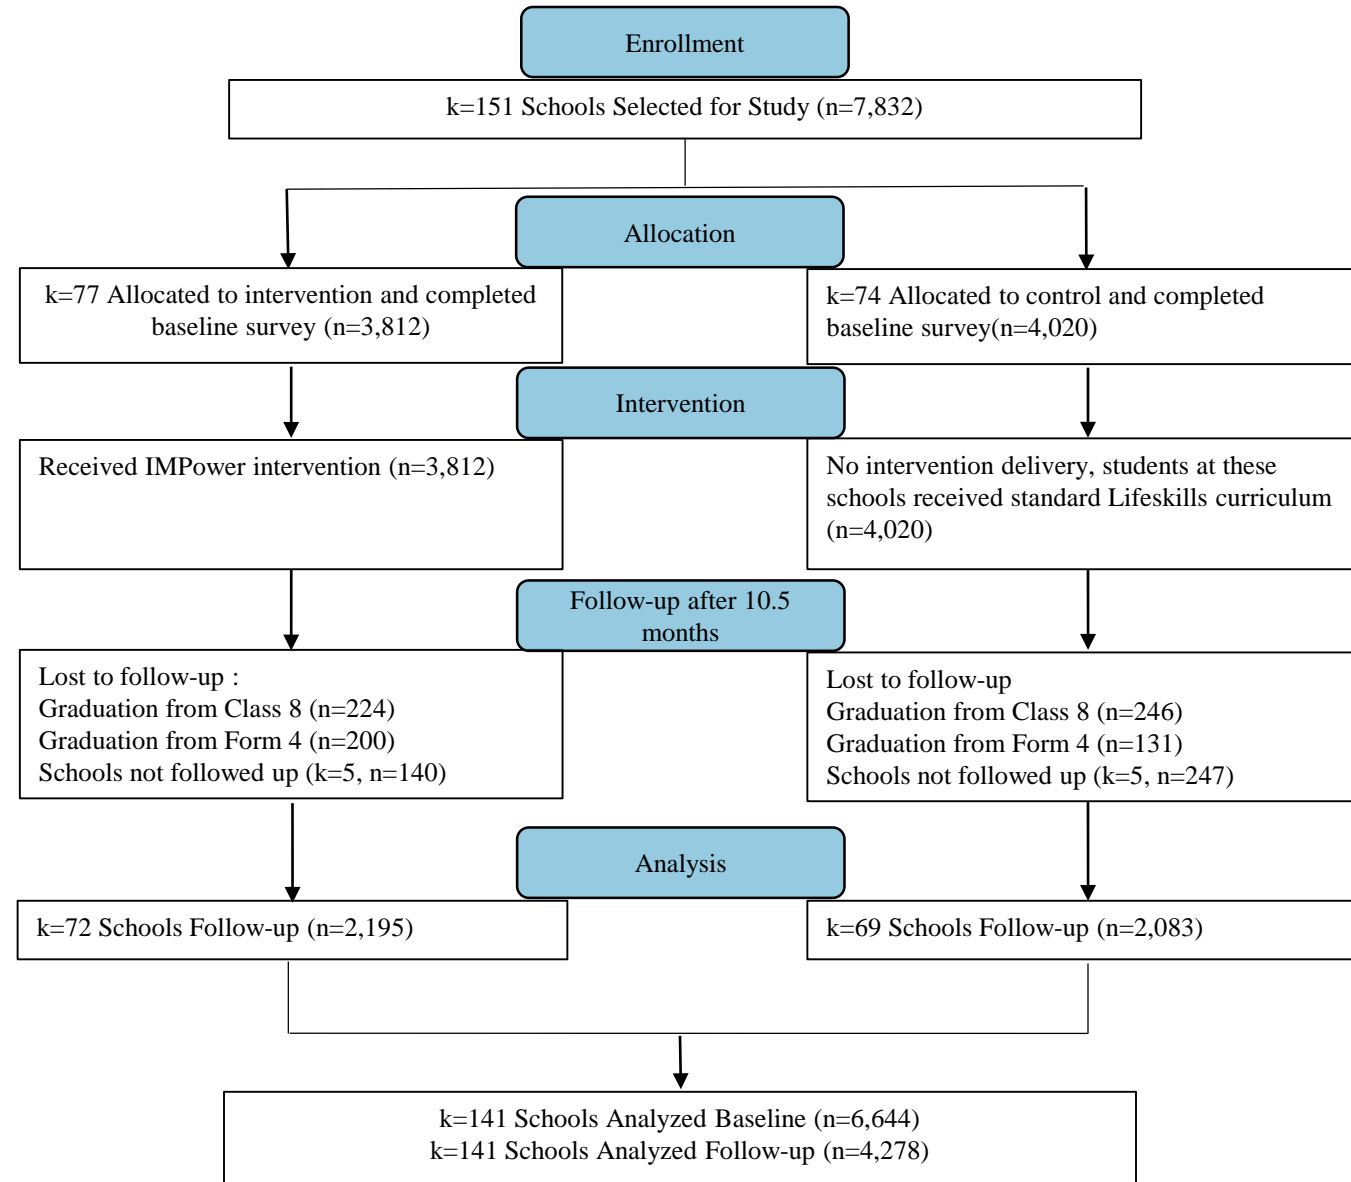 Enrollment
k=151 Schools Selected for Study (n=7,832)
Allocation
k=77 Allocated to intervention and completed
baseline survey (n=3,812)
k=74 Allocated to control and completed
baseline survey(n=4,020)
Intervention
Received IMPower intervention (n=3,812)
No intervention delivery, students at these
schools received standard Lifeskills curriculum
(n=4,020)
Follow-up after 10.5
months
Lost to follow-up :
Graduation from Class 8 (n=224)
Graduation from Form 4 (n=200)
Schools not followed up (k=5, n=140)
Lost to follow-up
Graduation from Class 8 (n=246)
Graduation from Form 4 (n=131)
Schools not followed up (k=5, n=247)
Analysis
k=72 Schools Follow-up (n=2,195)
k=69 Schools Follow-up (n=2,083)
k=141 Schools Analyzed Baseline (n=6,644)
k=141 Schools Analyzed Follow-up (n=4,278)